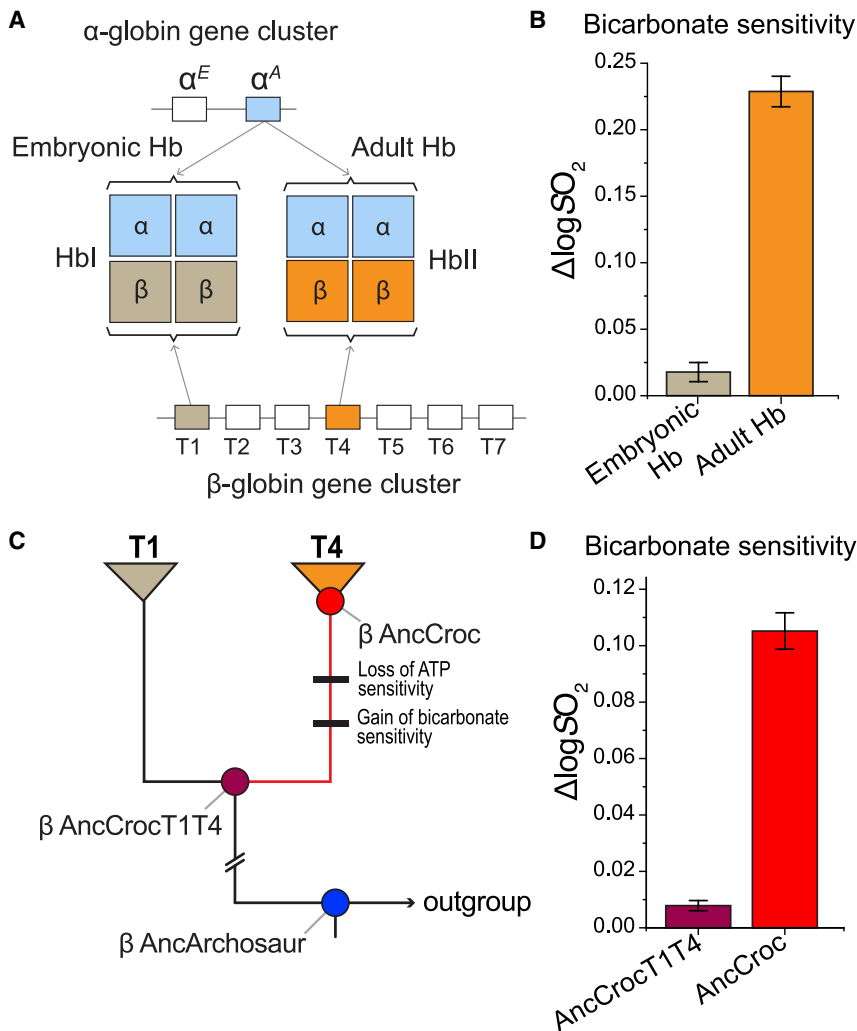 A
α-globin gene cluster
αᴱ αᴬ
Embryonic Hb
Adult Hb
α α
α α
HbI
HbII
β β
β β
T1 T2 T3 T4 T5 T6 T7
β-globin gene cluster
B
Bicarbonate sensitivity
ΔlogSO₂
0.25
0.20
0.15
0.10
0.05
0.00
Embryonic
Hb
Adult Hb
C
T1
T4
β AncCroc
Loss of ATP
sensitivity
Gain of bicarbonate
sensitivity
β AncCrocT1T4
outgroup
β AncArchosaur
D
Bicarbonate sensitivity
ΔlogSO₂
0.12
0.10
0.08
0.06
0.04
0.02
0.00
AncCrocT1T4
AncCroc